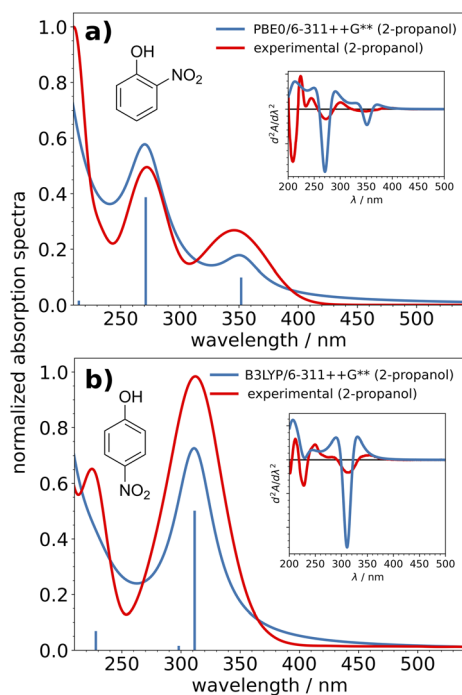 a)
PBE0/6-311++G** (2-propanol)
experimental (2-propanol)
OH
NO₂
d²A/dλ²
200 250 300 350 400 450 500
λ / nm
1.0
0.8
0.6
0.4
0.2
0.0
250 300 350 400 450 500
wavelength / nm
normalized absorption spectra
b)
B3LYP/6-311++G** (2-propanol)
experimental (2-propanol)
OH
NO₂
d²A/dλ²
200 250 300 350 400 450 500
λ / nm
1.0
0.8
0.6
0.4
0.2
0.0
250 300 350 400 450 500
wavelength / nm